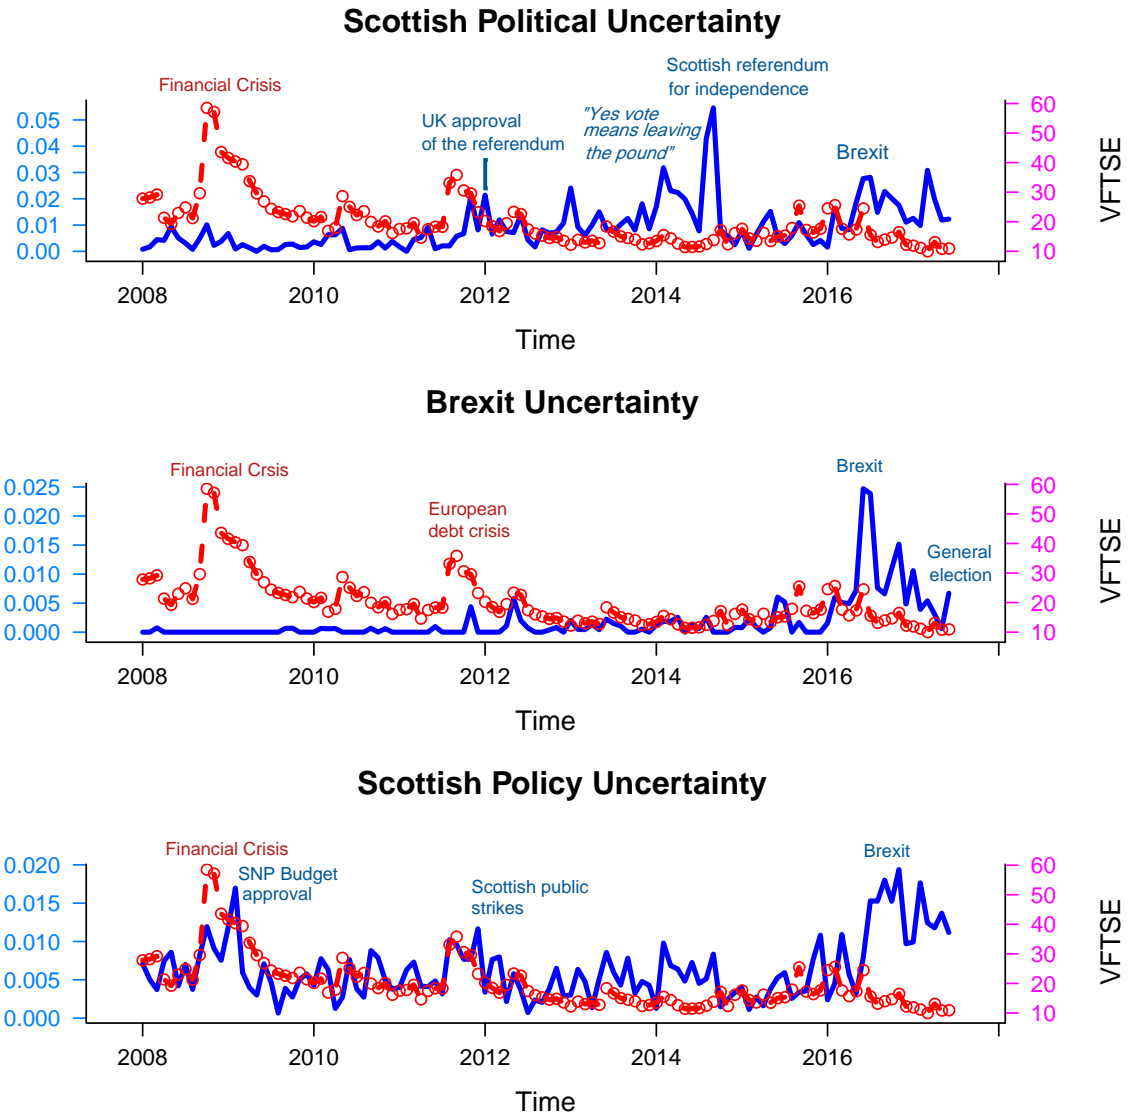 Scottish Political Uncertainty
Scottish referendum
for independence
Financial Crisis
"Yes vote
means leaving
the pound"
UK approval
of the referendum
Brexit
0.05
0.04
0.03
0.02
0.01
0.00
60
50
40
30
20
10
VFTSE
2008 2010 2012 2014 2016
Time
Brexit Uncertainty
Financial Crsis
Brexit
European
debt crisis
General
election
0.025
0.020
0.015
0.010
0.005
0.000
60
50
40
30
20
10
VFTSE
2008 2010 2012 2014 2016
Time
Scottish Policy Uncertainty
Financial Crisis
Brexit
SNP Budget
approval
Scottish public
strikes
0.020
0.015
0.010
0.005
0.000
60
50
40
30
20
10
VFTSE
2008 2010 2012 2014 2016
Time